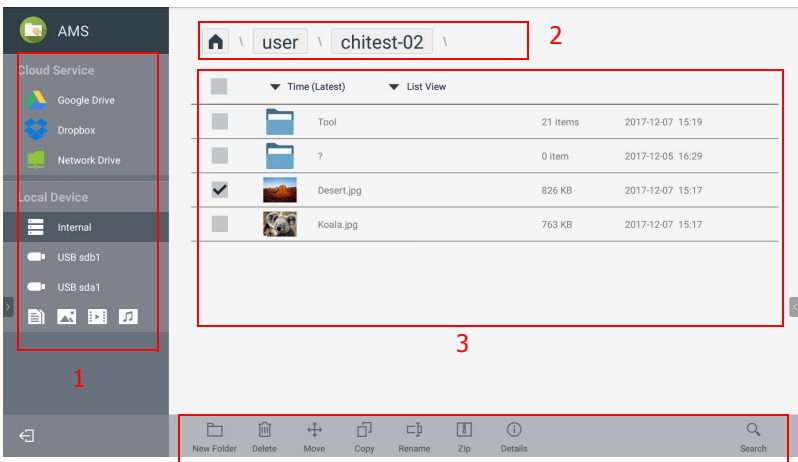 AMS
Cloud Service
Google Drive
Dropbox
Network Drive
Local Device
Internal
USB sdb1
USB sda1
1
\ user \ chitest-02 \
2
Time (Latest) List View
Tool 21 items 2017-12-07 15:19
? 0 item 2017-12-05 16:29
Desert.jpg 826 KB 2017-12-07 15:17
Koala.jpg 763 KB 2017-12-07 15:17
3
New Folder Delete Move Copy Rename Zip Details Search